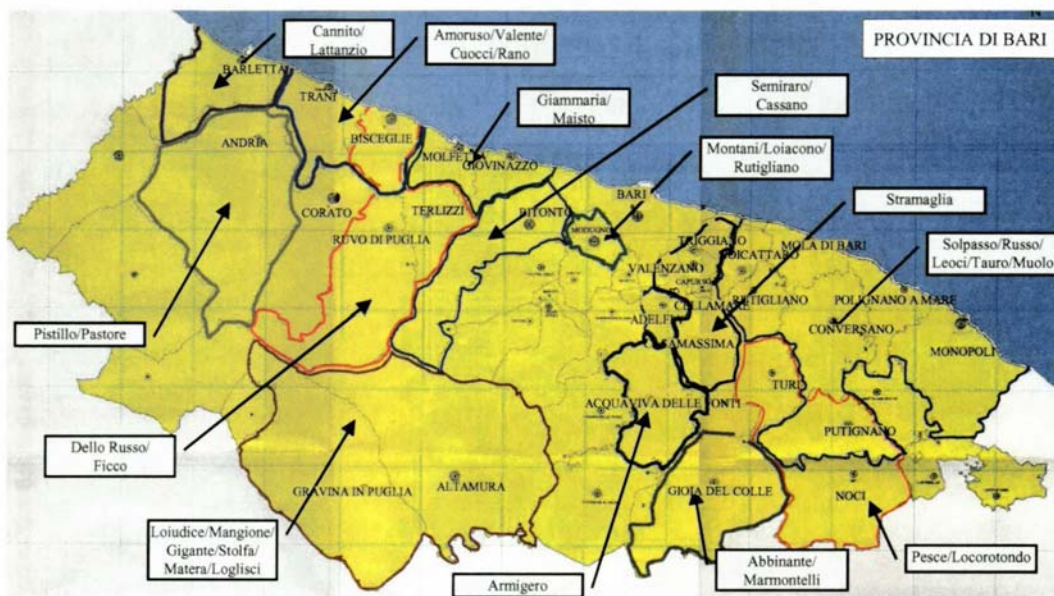 N
PROVINCIA DI BARI
Cannito/
Lattanzio
Amoruso/Valente/
Cuocci/Rano
Giammaria/
Maisto
Semiraro/
Cassano
Montani/Loiacono/
Rutigliano
Stramaglia
Solpasso/Russo/
Leoci/Tauro/Muolo
BARLETTA
TRANI
BISCEGLIE
ANDRIA
MOLFETTA
GIOVINAZZO
CORATO
TERLIZZI
RUVO DI PUGLIA
BITONTO
BARI
MODUGNO
TRIGGIANO
NOICATTARO
MOLA DI BARI
VALENZANO
CAPURSO
CELLAMARE
RUTIGLIANO
POLIGNANO A MARE
ADELFI
CONVERSANO
SAMASSIMA
MONOPOLI
TURI
ACQUAVIVA DELLE FONTI
PUTIGNANO
GRAVINA IN PUGLIA
ALTAMURA
GIOIA DEL COLLE
NOCI
Pistillo/Pastore
Dello Russo/
Ficco
Loiudice/Mangione/
Gigante/Stolfa/
Matera/Loglisci
Armigero
Abbinante/
Marmontelli
Pesce/Locorotondo